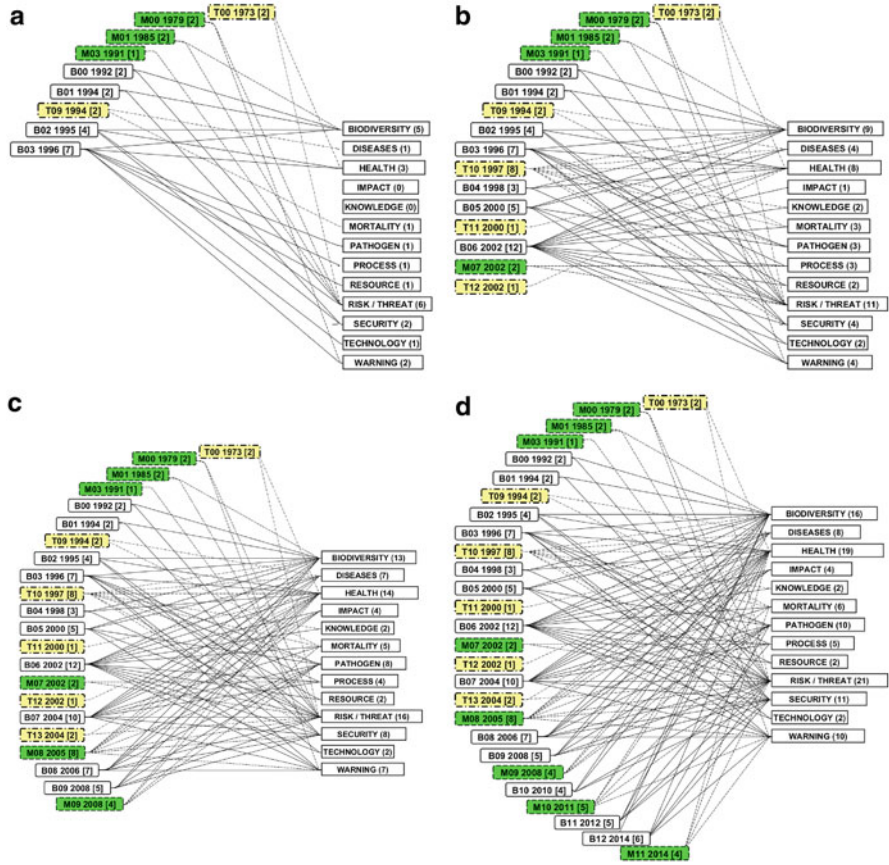 a
T00 1973 [2]
M00 1979 [2]
M01 1985 [2]
M03 1991 [1]
B00 1992 [2]
B01 1994 [2]
T09 1994 [2]
B02 1995 [4]
B03 1996 [7]
BIODIVERSITY (5)
DISEASES (1)
HEALTH (3)
IMPACT (0)
KNOWLEDGE (0)
MORTALITY (1)
PATHOGEN (1)
PROCESS (1)
RESOURCE (1)
RISK / THREAT (6)
SECURITY (2)
TECHNOLOGY (1)
WARNING (2)
b
T00 1973 [2]
M00 1979 [2]
M01 1985 [2]
M03 1991 [1]
B00 1992 [2]
B01 1994 [2]
T09 1994 [2]
B02 1995 [4]
B03 1996 [7]
T10 1997 [8]
B04 1998 [3]
B05 2000 [5]
T11 2000 [1]
B06 2002 [12]
M07 2002 [2]
T12 2002 [1]
BIODIVERSITY (9)
DISEASES (4)
HEALTH (8)
IMPACT (1)
KNOWLEDGE (2)
MORTALITY (3)
PATHOGEN (3)
PROCESS (3)
RESOURCE (2)
RISK / THREAT (11)
SECURITY (4)
TECHNOLOGY (2)
WARNING (4)
c
T00 1973 [2]
M00 1979 [2]
M01 1985 [2]
M03 1991 [1]
B00 1992 [2]
B01 1994 [2]
T09 1994 [2]
B02 1995 [4]
B03 1996 [7]
T10 1997 [8]
B04 1998 [3]
B05 2000 [5]
T11 2000 [1]
B06 2002 [12]
M07 2002 [2]
T12 2002 [1]
B07 2004 [10]
T13 2004 [2]
M08 2005 [8]
B08 2006 [7]
B09 2008 [5]
M09 2008 [4]
BIODIVERSITY (13)
DISEASES (7)
HEALTH (14)
IMPACT (4)
KNOWLEDGE (2)
MORTALITY (5)
PATHOGEN (8)
PROCESS (4)
RESOURCE (2)
RISK / THREAT (16)
SECURITY (8)
TECHNOLOGY (2)
WARNING (7)
d
T00 1973 [2]
M00 1979 [2]
M01 1985 [2]
M03 1991 [1]
B00 1992 [2]
B01 1994 [2]
T09 1994 [2]
B02 1995 [4]
B03 1996 [7]
T10 1997 [8]
B04 1998 [3]
B05 2000 [5]
T11 2000 [1]
B06 2002 [12]
M07 2002 [2]
T12 2002 [1]
B07 2004 [10]
T13 2004 [2]
M08 2005 [8]
B08 2006 [7]
B09 2008 [5]
M09 2008 [4]
B10 2010 [4]
M10 2011 [5]
B11 2012 [5]
B12 2014 [6]
M11 2014 [4]
BIODIVERSITY (16)
DISEASES (8)
HEALTH (19)
IMPACT (4)
KNOWLEDGE (2)
MORTALITY (6)
PATHOGEN (10)
PROCESS (5)
RESOURCE (2)
RISK / THREAT (21)
SECURITY (11)
TECHNOLOGY (2)
WARNING (10)